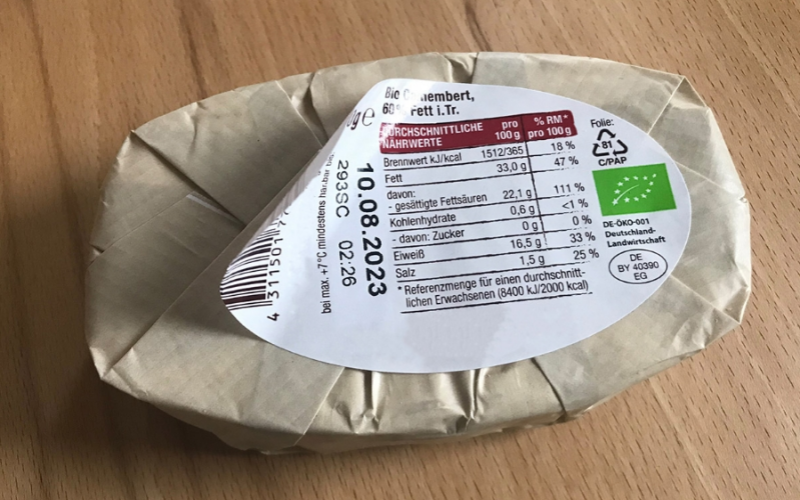 Bio Camembert,
60% Fett i.Tr.
DURCHSCHNITTLICHE NÄHRWERTE pro 100 g % RM* pro 100 g
Brennwert kJ/kcal 1512/365 18 %
Fett 33,0 g 47 %
davon:
- gesättigte Fettsäuren 22,1 g 111 %
Kohlenhydrate 0,6 g <1 %
- davon: Zucker 0 g 0 %
Eiweiß 16,5 g 33 %
Salz 1,5 g 25 %
* Referenzmenge für einen durchschnitt-
lichen Erwachsenen (8400 kJ/2000 kcal)
Folie:
81
C/PAP
DE-ÖKO-001
Deutschland-
Landwirtschaft
DE
BY 40390
EG
10.08.2023
293SC 02:26
bei max. +7°C mindestens haltbar
4 311501
g e